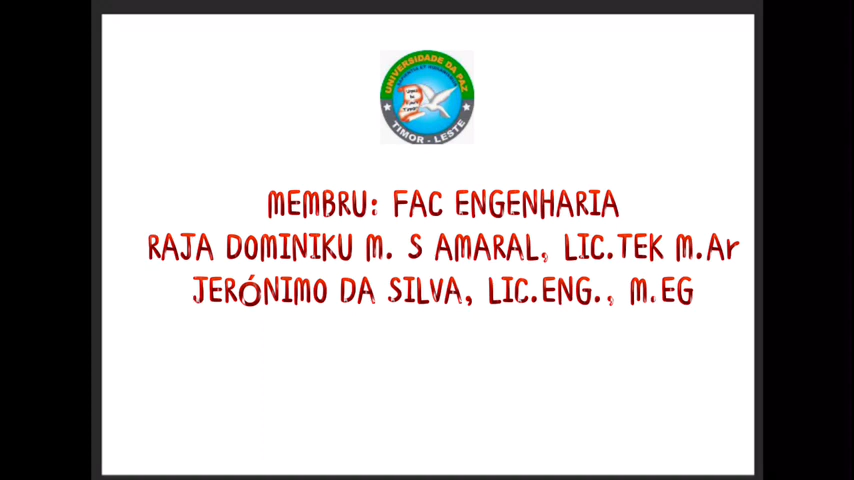 UNIVERSIDADE DA PAZ
TIMOR - LESTE
MEMBRU: FAC ENGENHARIA
RAJA DOMINIKU M. S AMARAL, LIC.TEK M.Ar
JERÓNIMO DA SILVA, LIC.ENG., M.EG